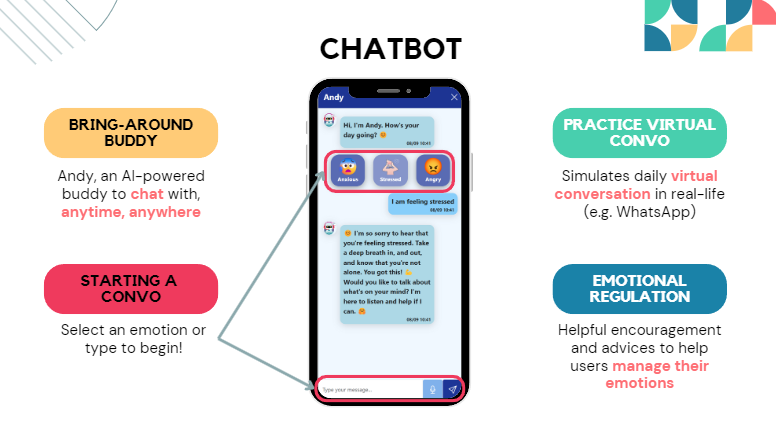 CHATBOT
BRING-AROUND
BUDDY
Andy, an AI-powered
buddy to chat with,
anytime, anywhere
STARTING A
CONVO
Select an emotion or
type to begin!
Andy
Hi, I'm Andy. How's your
day going?
08/09 10:41
Anxious
Stressed
Angry
I am feeling stressed
08/09 10:41
I'm so sorry to hear that
you're feeling stressed. Take
a deep breath in, and out,
and know that you're not
alone. You got this!
Would you like to talk about
what's on your mind? I'm
here to listen and help if I
can.
08/09 10:41
Type your message...
PRACTICE VIRTUAL
CONVO
Simulates daily virtual
conversation in real-life
(e.g. WhatsApp)
EMOTIONAL
REGULATION
Helpful encouragement
and advices to help
users manage their
emotions